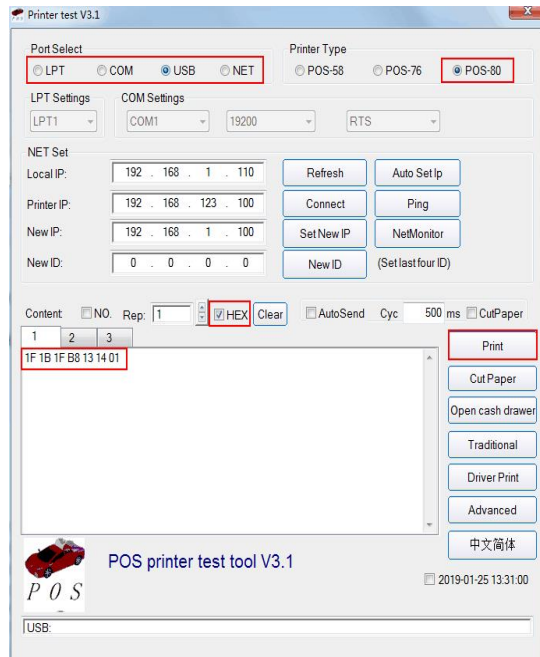 Printer test V3.1
Port Select
LPT COM USB NET
Printer Type
POS-58 POS-76 POS-80
LPT Settings
LPT1
COM Settings
COM1 19200 RTS
NET Set
Local IP: 192 . 168 . 1 . 110 Refresh Auto Set Ip
Printer IP: 192 . 168 . 123 . 100 Connect Ping
New IP: 192 . 168 . 1 . 100 Set New IP NetMonitor
New ID: 0 . 0 . 0 . 0 New ID (Set last four ID)
Content NO. Rep: 1 HEX Clear AutoSend Cyc 500 ms CutPaper
1 2 3
1F 1B 1F B8 13 14 01
Print
Cut Paper
Open cash drawer
Traditional
Driver Print
Advanced
中文简体
POS
POS printer test tool V3.1
2019-01-25 13:31:00
USB: